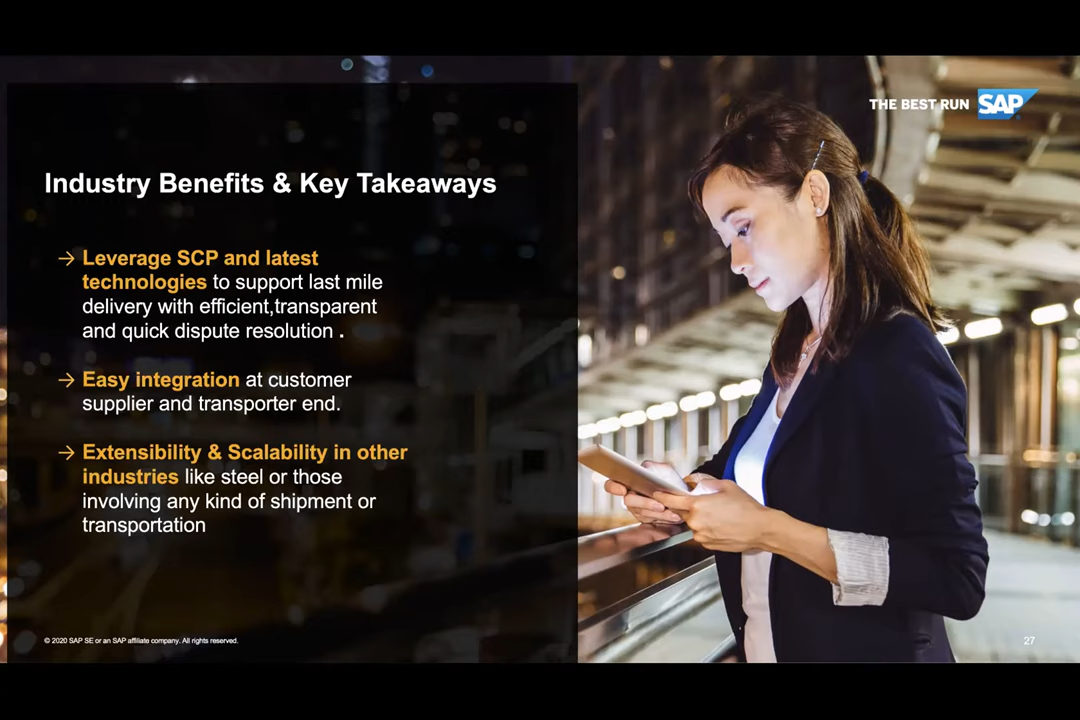 THE BEST RUN SAP
Industry Benefits & Key Takeaways
→ Leverage SCP and latest
technologies to support last mile
delivery with efficient,transparent
and quick dispute resolution .
→ Easy integration at customer
supplier and transporter end.
→ Extensibility & Scalability in other
industries like steel or those
involving any kind of shipment or
transportation
© 2020 SAP SE or an SAP affiliate company. All rights reserved.
27